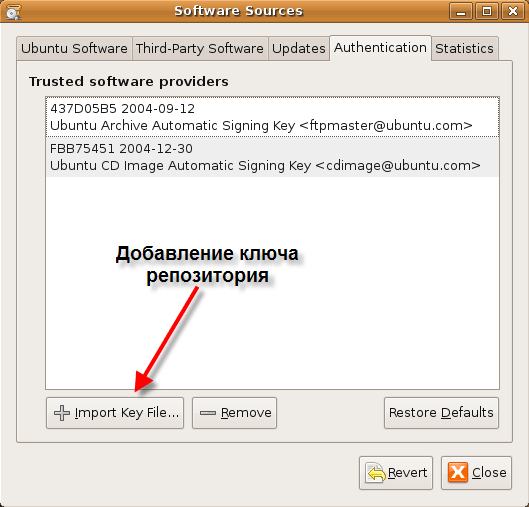 Software Sources
Ubuntu Software Third-Party Software Updates Authentication Statistics
Trusted software providers
437D05B5 2004-09-12
Ubuntu Archive Automatic Signing Key <ftpmaster@ubuntu.com>
FBB75451 2004-12-30
Ubuntu CD Image Automatic Signing Key <cdimage@ubuntu.com>
Добавление ключа
репозитория
Import Key File... Remove Restore Defaults
Revert Close